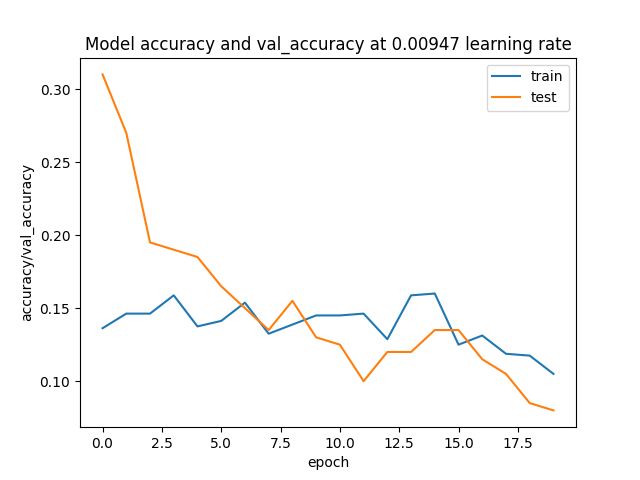 Model accuracy and val_accuracy at 0.00947 learning rate
train
test
accuracy/val_accuracy
0.30
0.25
0.20
0.15
0.10
0.0 2.5 5.0 7.5 10.0 12.5 15.0 17.5
epoch